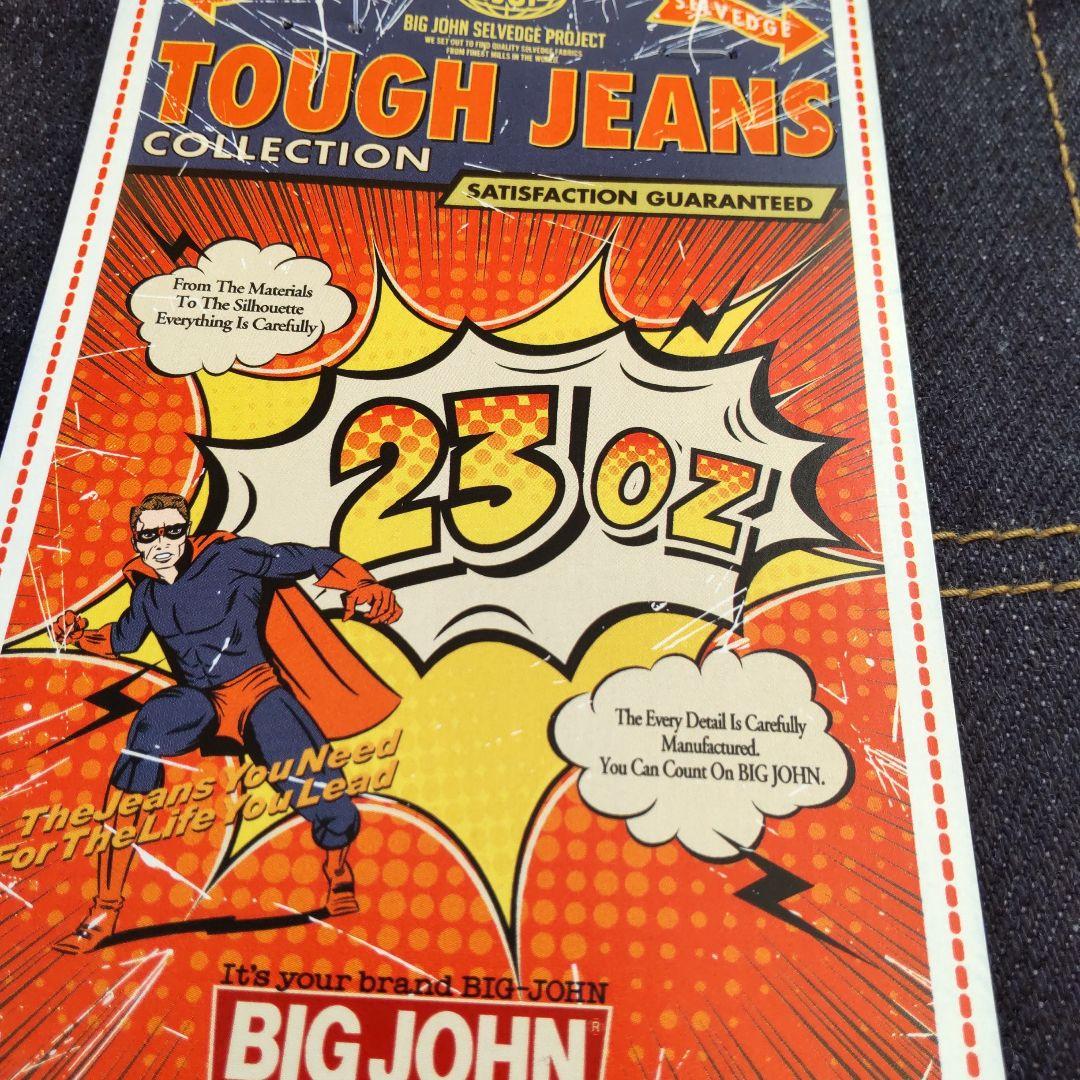 SELVEDGE
BIG JOHN SELVEDGE PROJECT
WE SET OUT TO FIND QUALITY SELVEDGE FABRICS
FROM FINEST MILLS IN THE WORLD
TOUGH JEANS
COLLECTION
SATISFACTION GUARANTEED
From The Materials
To The Silhouette
Everything Is Carefully
23 oz
The Every Detail Is Carefully
Manufactured.
You Can Count On BIG JOHN.
The Jeans You Need
For The Life You Lead
It's your brand BIG-JOHN
BIG JOHN®